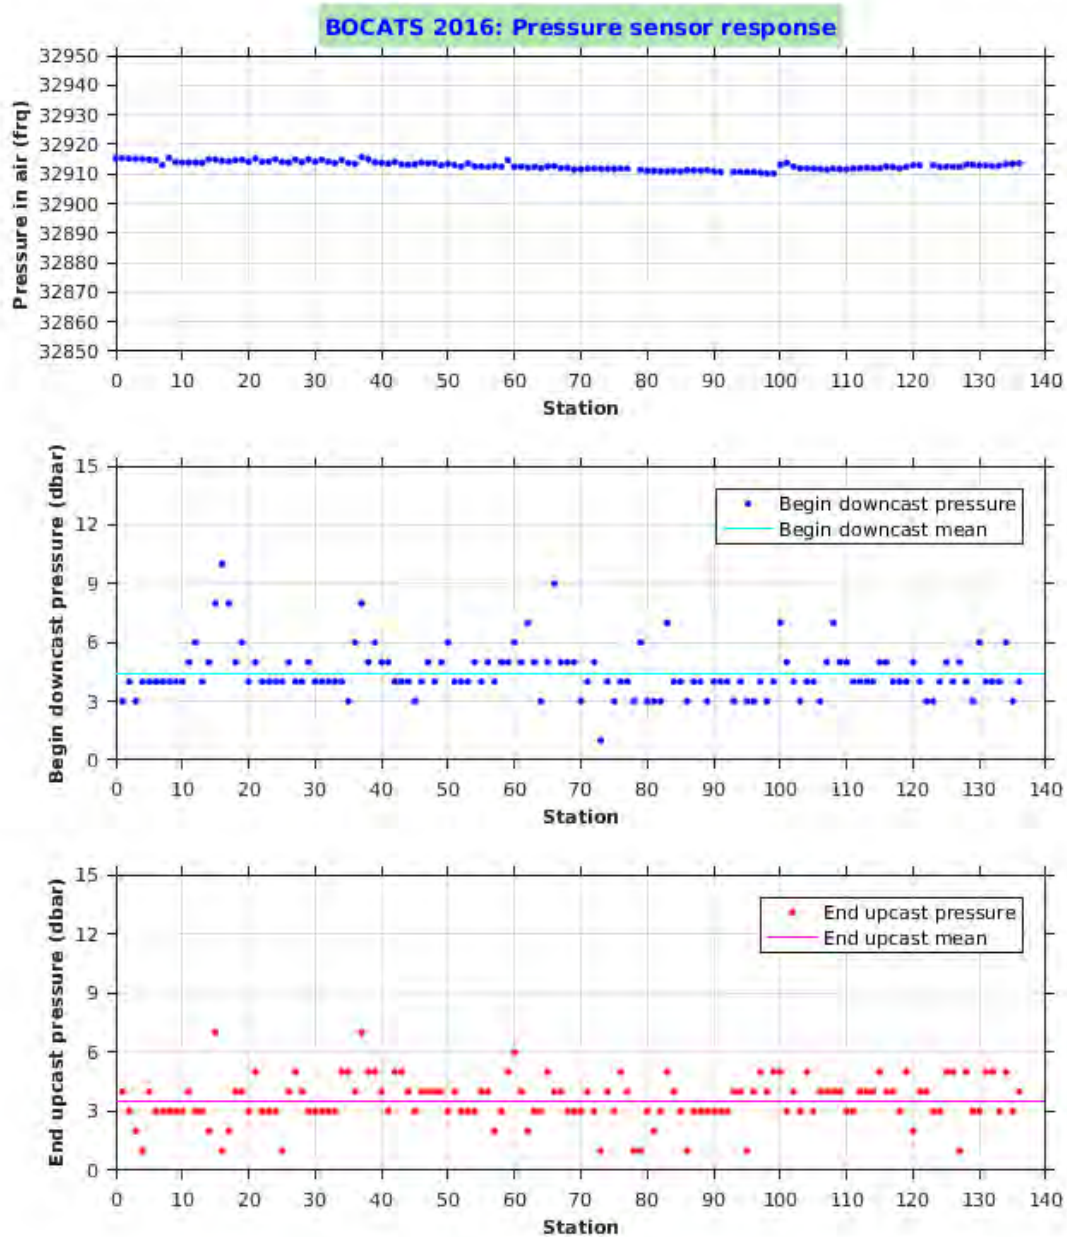 BOCATS 2016: Pressure sensor response
Pressure in air (frq)
32950
32940
32930
32920
32910
32900
32890
32880
32870
32860
32850
0 10 20 30 40 50 60 70 80 90 100 110 120 130 140
Station
Begin downcast pressure (dbar)
15
12
9
6
3
0
Begin downcast pressure
Begin downcast mean
0 10 20 30 40 50 60 70 80 90 100 110 120 130 140
Station
End upcast pressure (dbar)
15
12
9
6
3
0
End upcast pressure
End upcast mean
0 10 20 30 40 50 60 70 80 90 100 110 120 130 140
Station